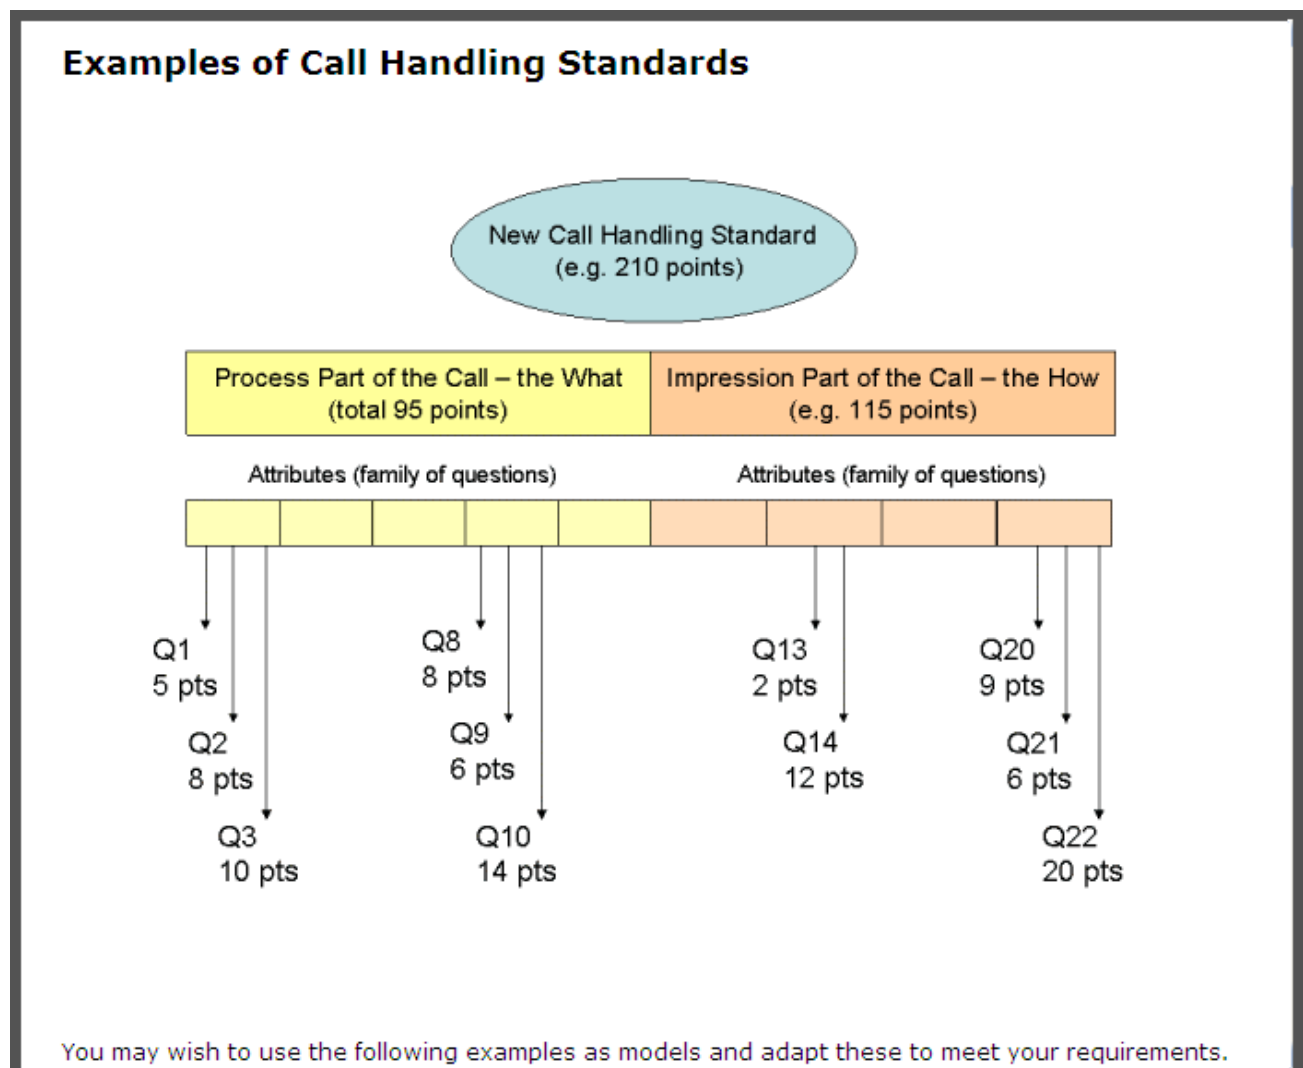 Examples of Call Handling Standards
New Call Handling Standard
(e.g. 210 points)
Process Part of the Call – the What
(total 95 points)
Impression Part of the Call – the How
(e.g. 115 points)
Attributes (family of questions)
Attributes (family of questions)
Q1
5 pts
Q2
8 pts
Q3
10 pts
Q8
8 pts
Q9
6 pts
Q10
14 pts
Q13
2 pts
Q14
12 pts
Q20
9 pts
Q21
6 pts
Q22
20 pts
You may wish to use the following examples as models and adapt these to meet your requirements.